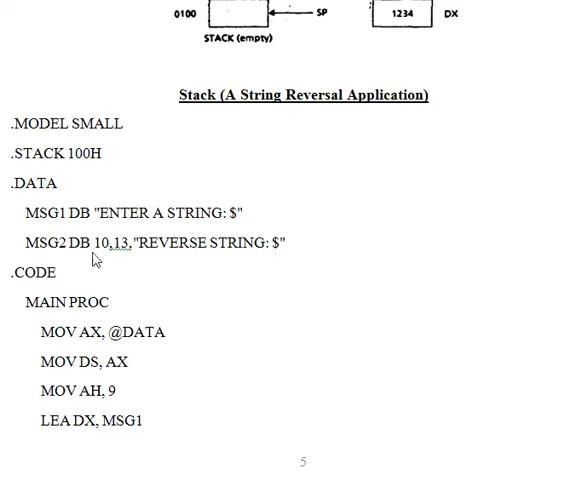 0100 SP 1234 DX
STACK (empty)
Stack (A String Reversal Application)
.MODEL SMALL
.STACK 100H
.DATA
MSG1 DB "ENTER A STRING: $"
MSG2 DB 10,13,"REVERSE STRING: $"
.CODE
MAIN PROC
MOV AX, @DATA
MOV DS, AX
MOV AH, 9
LEA DX, MSG1
5